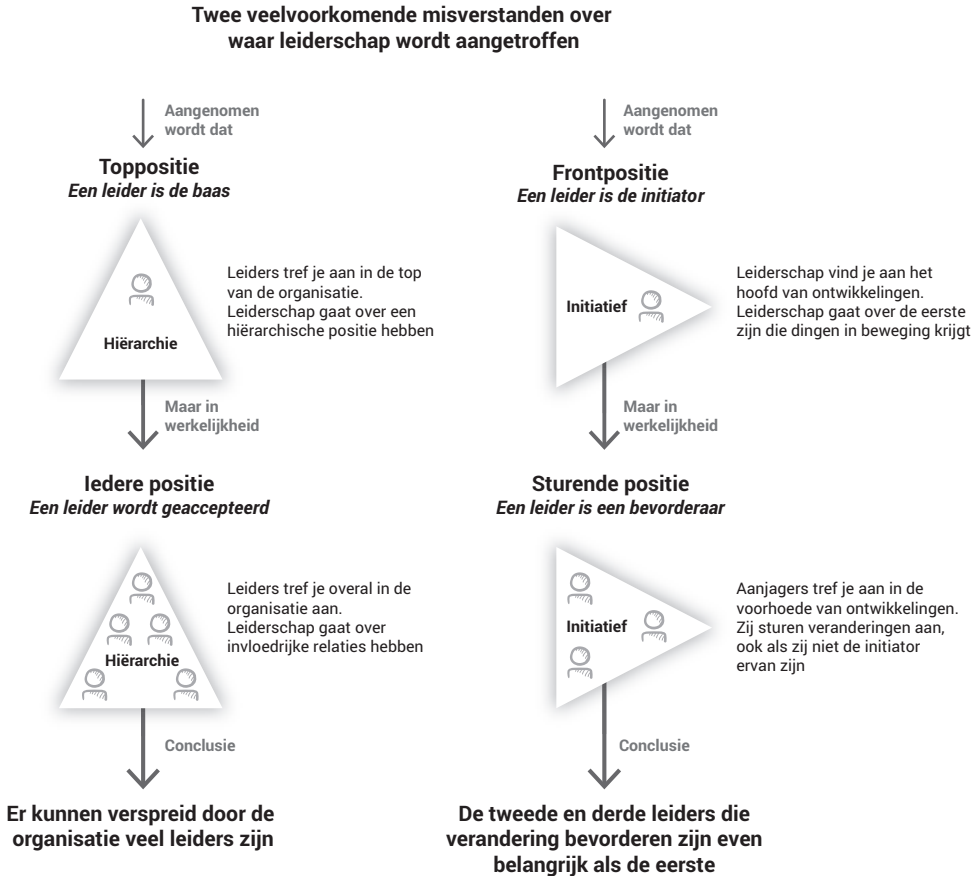 Twee veelvoorkomende misverstanden over
waar leiderschap wordt aangetroffen
Aangenomen
wordt dat
Toppositie
Een leider is de baas
Hiërarchie
Leiders tref je aan in de top
van de organisatie.
Leiderschap gaat over een
hiërarchische positie hebben
Maar in
werkelijkheid
Iedere positie
Een leider wordt geaccepteerd
Hiërarchie
Leiders tref je overal in de
organisatie aan.
Leiderschap gaat over
invloedrijke relaties hebben
Conclusie
Er kunnen verspreid door de
organisatie veel leiders zijn
Aangenomen
wordt dat
Frontpositie
Een leider is de initiator
Initiatief
Leiderschap vind je aan het
hoofd van ontwikkelingen.
Leiderschap gaat over de eerste
zijn die dingen in beweging krijgt
Maar in
werkelijkheid
Sturende positie
Een leider is een bevorderaar
Initiatief
Aanjagers tref je aan in de
voorhoede van ontwikkelingen.
Zij sturen veranderingen aan,
ook als zij niet de initiator
ervan zijn
Conclusie
De tweede en derde leiders die
verandering bevorderen zijn even
belangrijk als de eerste